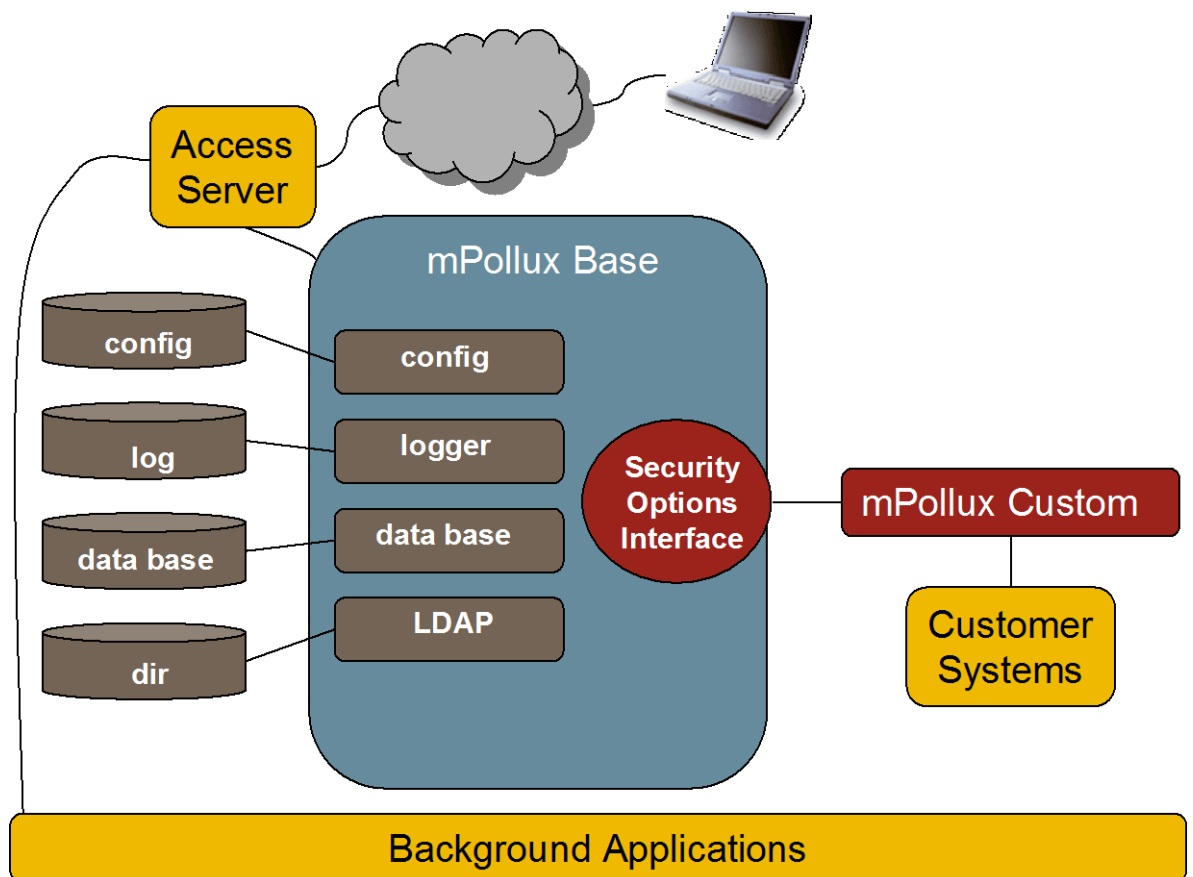 Access
Server
mPollux Base
config
config
log
logger
data base
data base
dir
LDAP
Security
Options
Interface
mPollux Custom
Customer
Systems
Background Applications